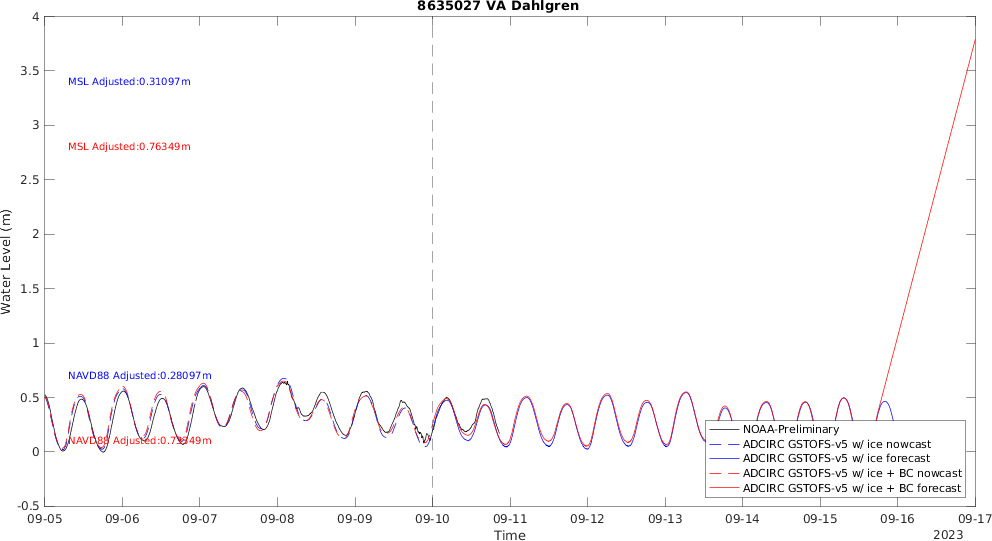 8635027 VA Dahlgren
4
3.5
3
2.5
2
1.5
1
0.5
0
-0.5
Water Level (m)
MSL Adjusted:0.31097m
MSL Adjusted:0.76349m
NAVD88 Adjusted:0.28097m
NAVD88 Adjusted:0.73349m
NOAA-Preliminary
ADCIRC GSTOFS-v5 w/ ice nowcast
ADCIRC GSTOFS-v5 w/ ice forecast
ADCIRC GSTOFS-v5 w/ ice + BC nowcast
ADCIRC GSTOFS-v5 w/ ice + BC forecast
09-05 09-06 09-07 09-08 09-09 09-10 09-11 09-12 09-13 09-14 09-15 09-16 09-17
Time
2023